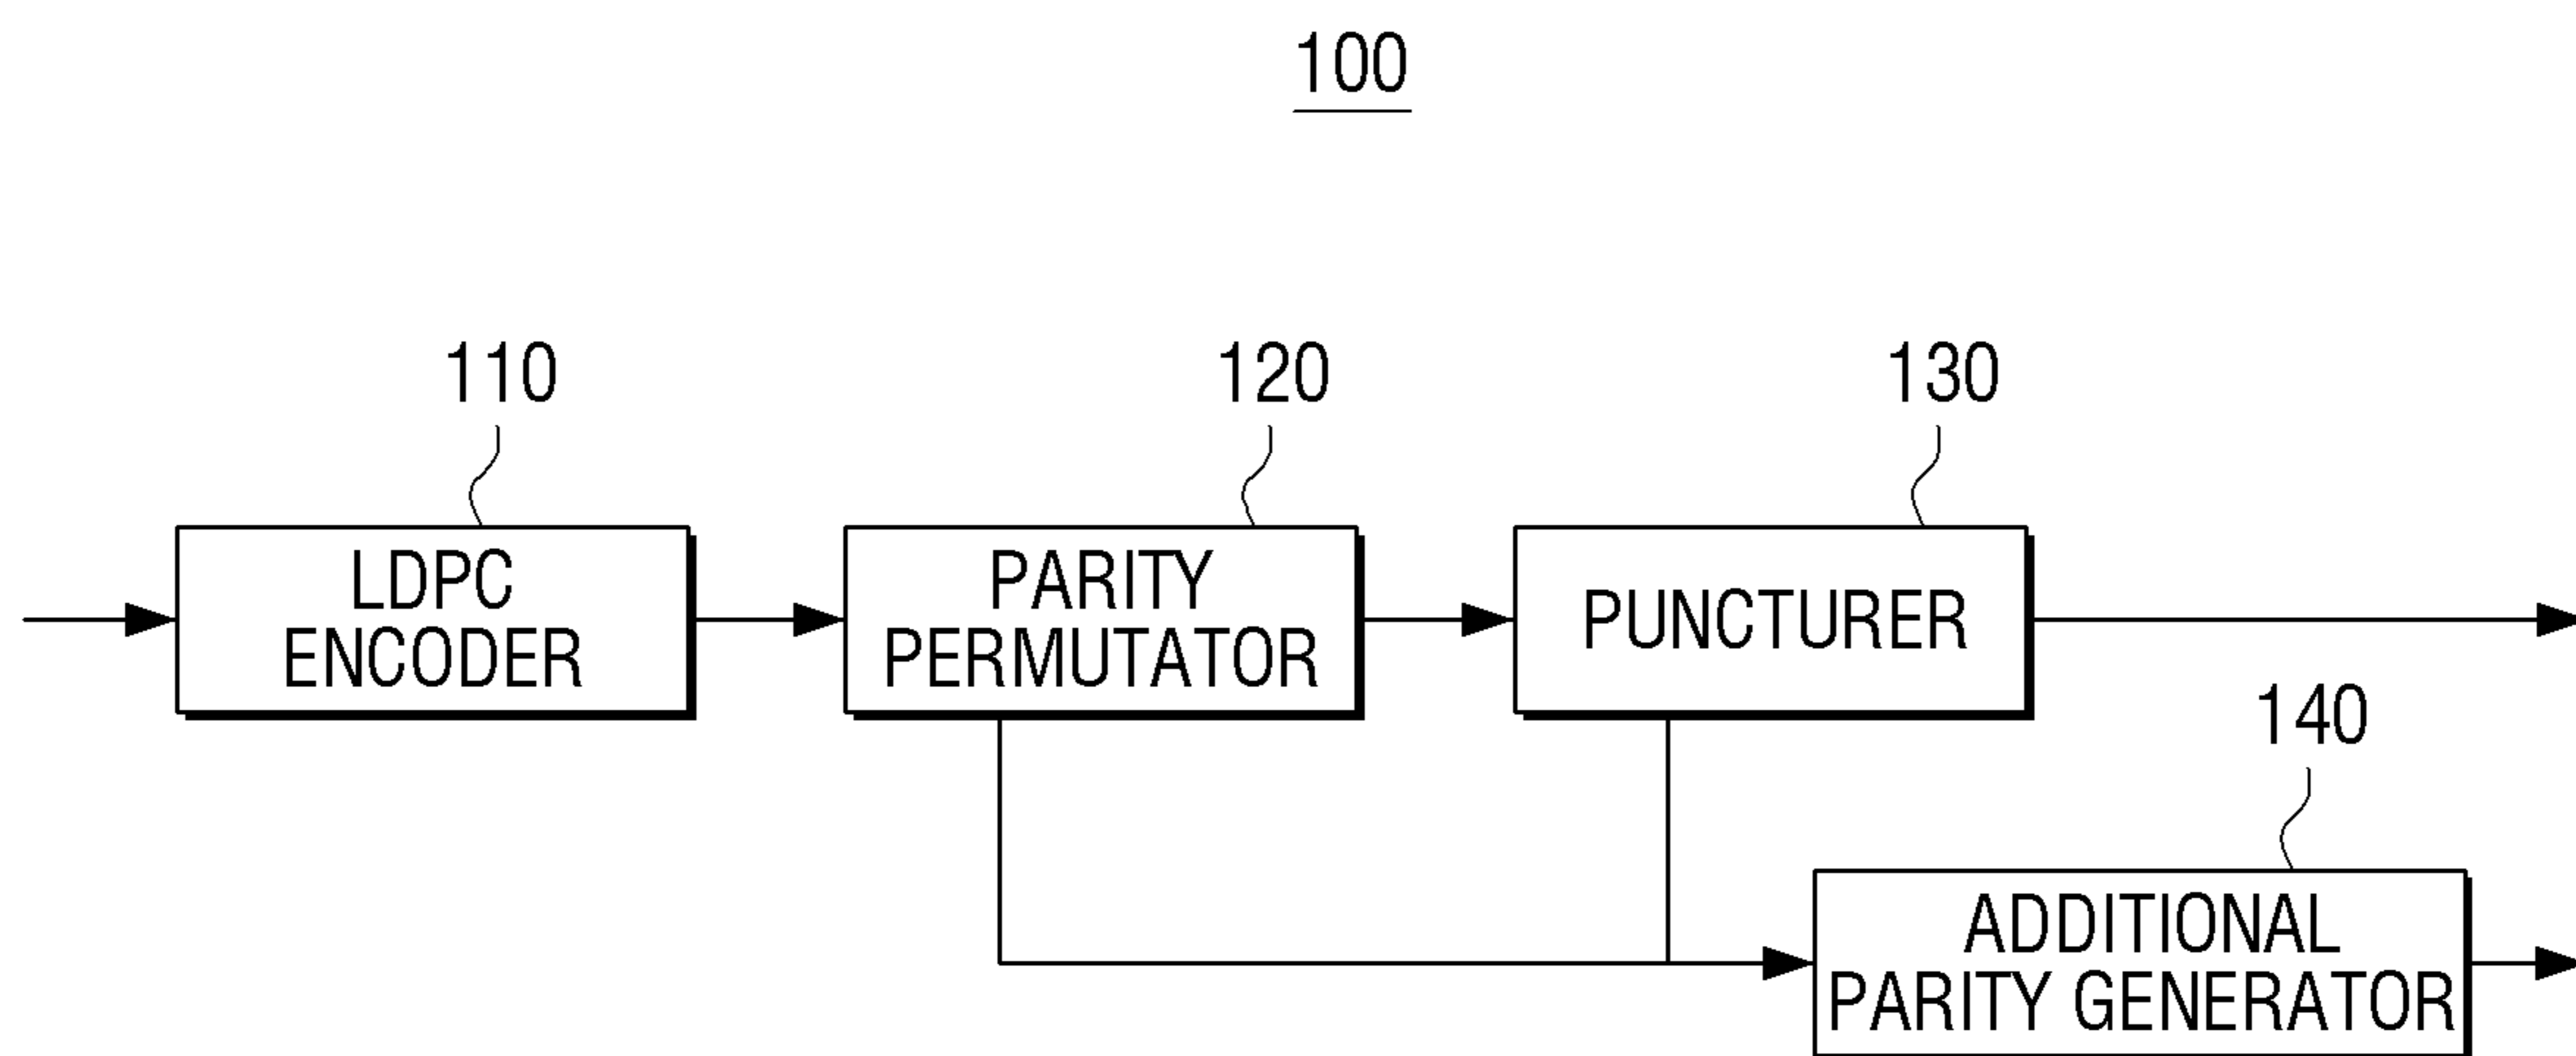 100
110
120
130
LDPC
ENCODER
PARITY
PERMUTATOR
PUNCTURER
140
ADDITIONAL
PARITY GENERATOR